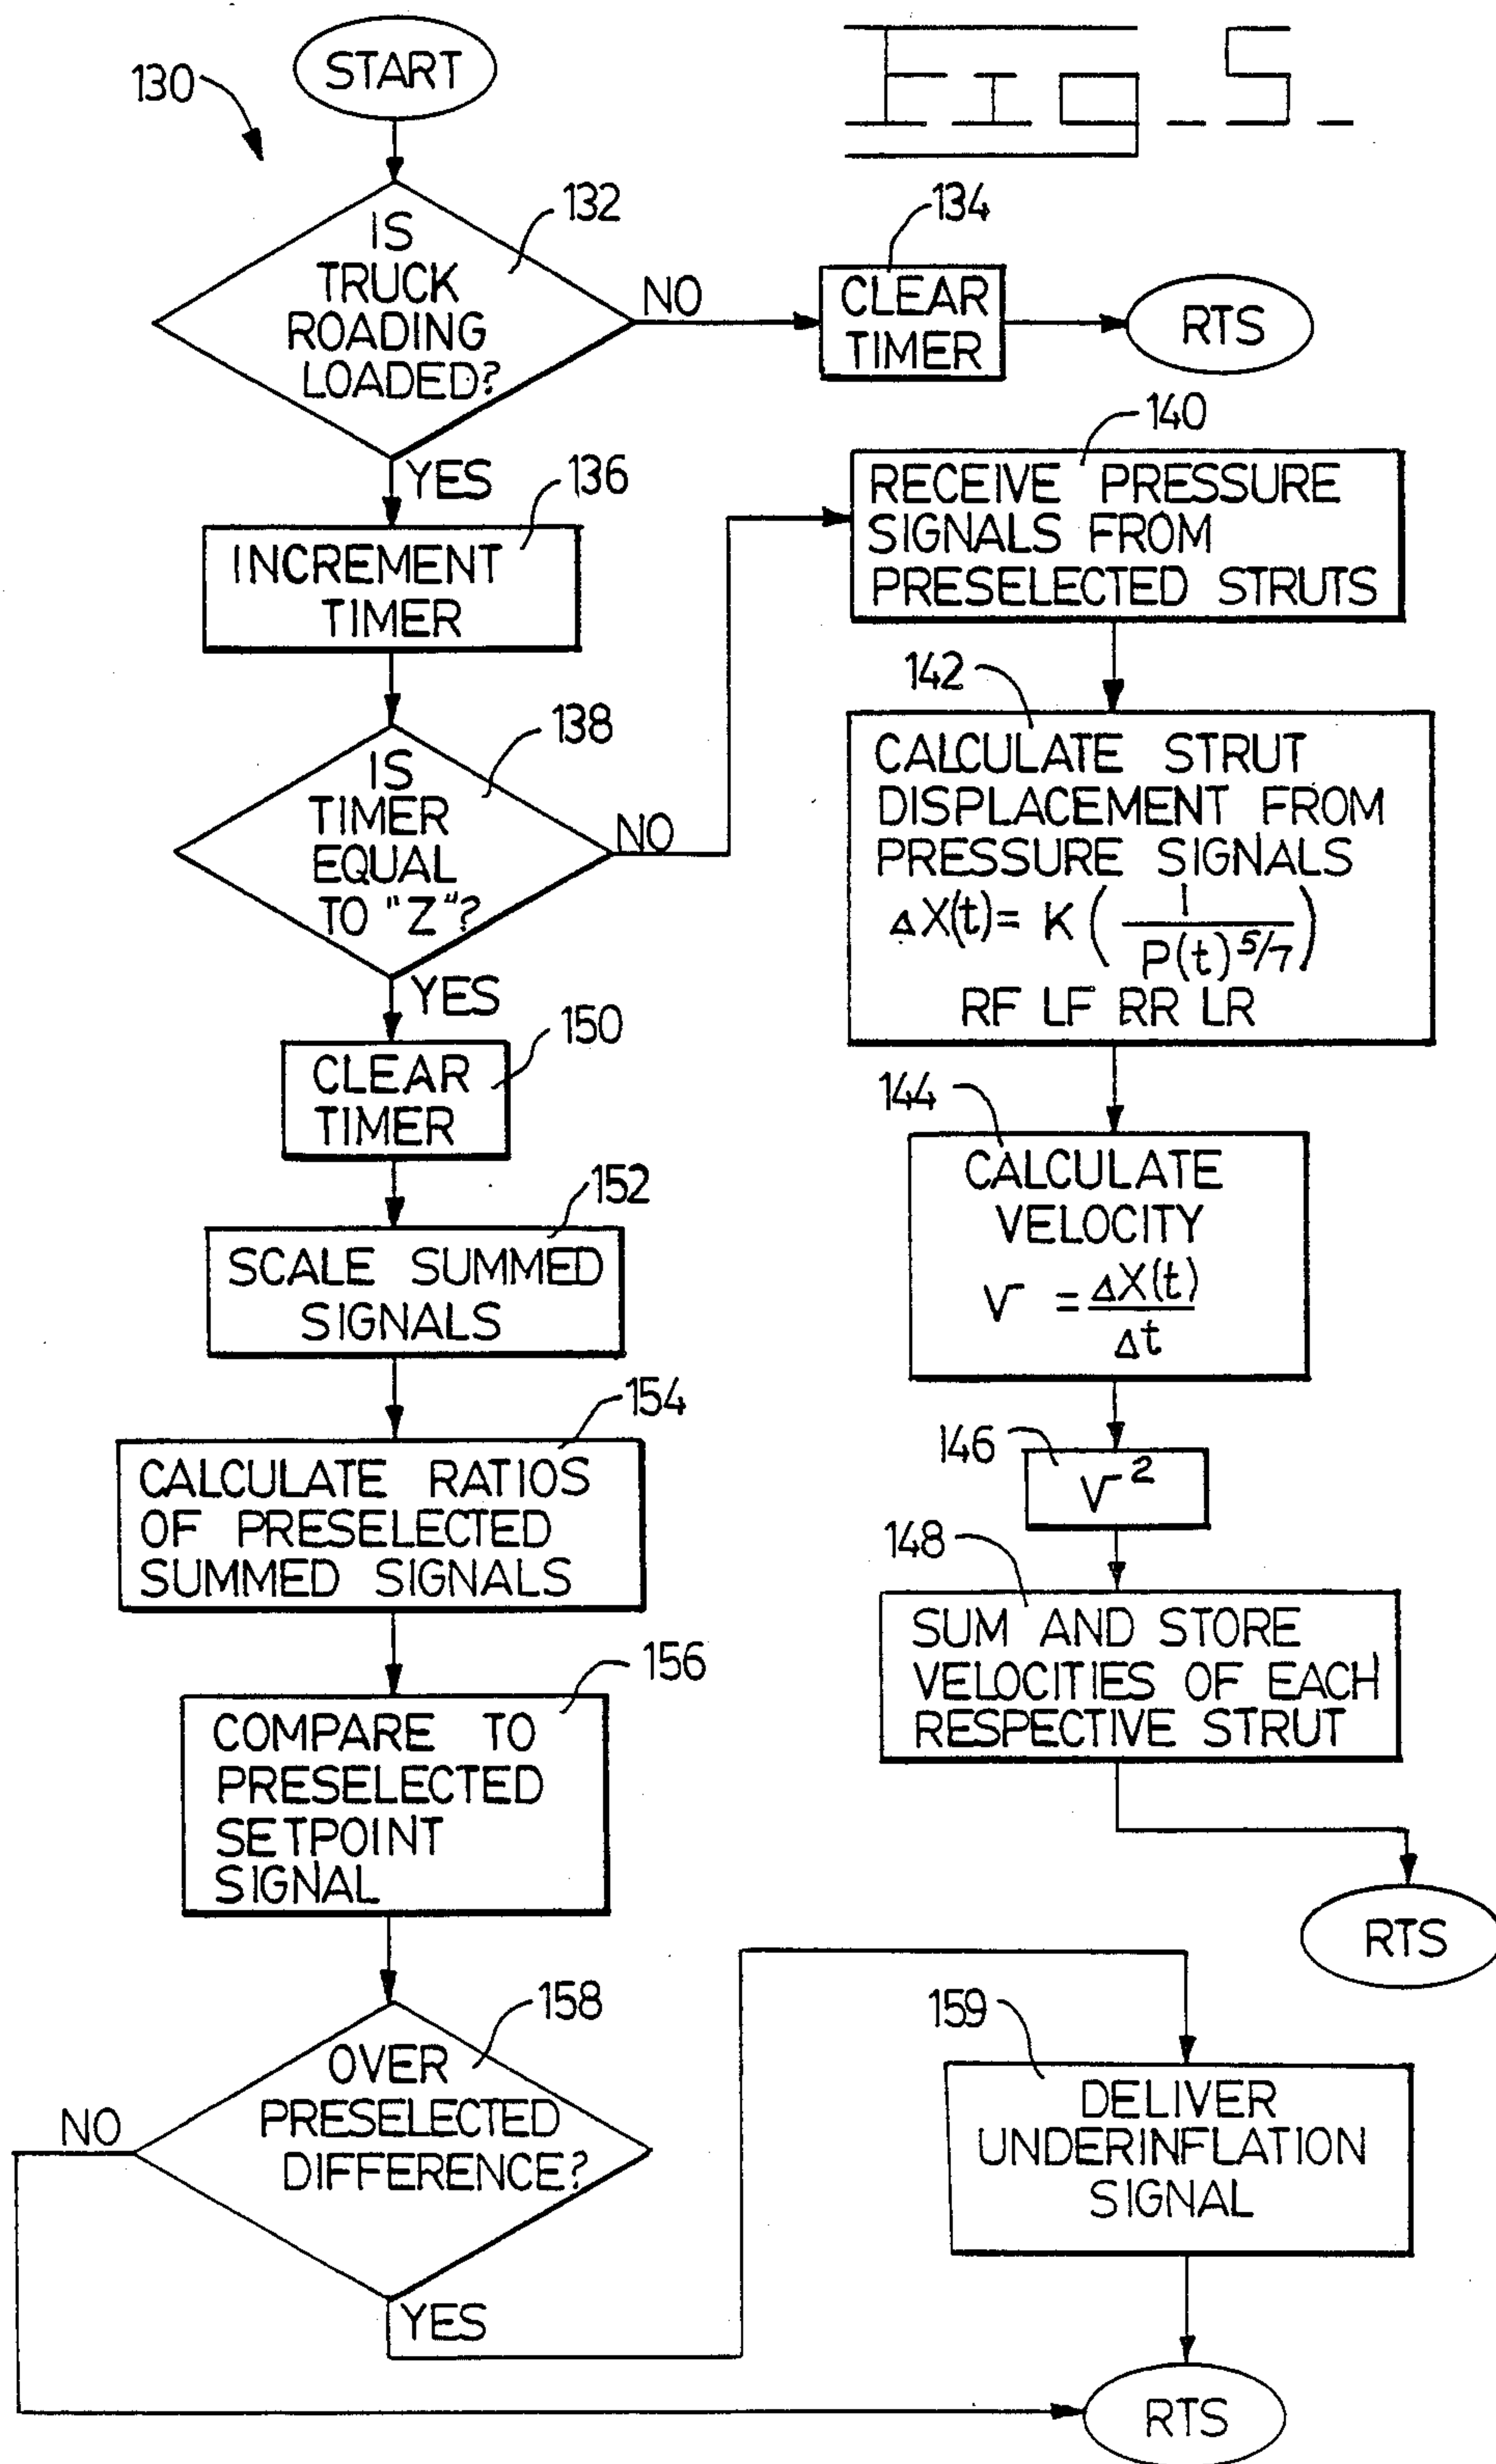 Fig_5_
START
130
IS
TRUCK
ROADING
LOADED?
132
NO
134
CLEAR
TIMER
RTS
YES
136
INCREMENT
TIMER
138
IS
TIMER
EQUAL
TO "Z"?
NO
140
RECEIVE PRESSURE
SIGNALS FROM
PRESELECTED STRUTS
142
CALCULATE STRUT
DISPLACEMENT FROM
PRESSURE SIGNALS
ΔX(t)= K(1/P(t)^5/7)
RF LF RR LR
144
CALCULATE
VELOCITY
V = ΔX(t)/Δt
146
V²
148
SUM AND STORE
VELOCITIES OF EACH
RESPECTIVE STRUT
RTS
YES
150
CLEAR
TIMER
152
SCALE SUMMED
SIGNALS
154
CALCULATE RATIOS
OF PRESELECTED
SUMMED SIGNALS
156
COMPARE TO
PRESELECTED
SETPOINT
SIGNAL
158
OVER
PRESELECTED
DIFFERENCE?
NO
YES
159
DELIVER
UNDERINFLATION
SIGNAL
RTS